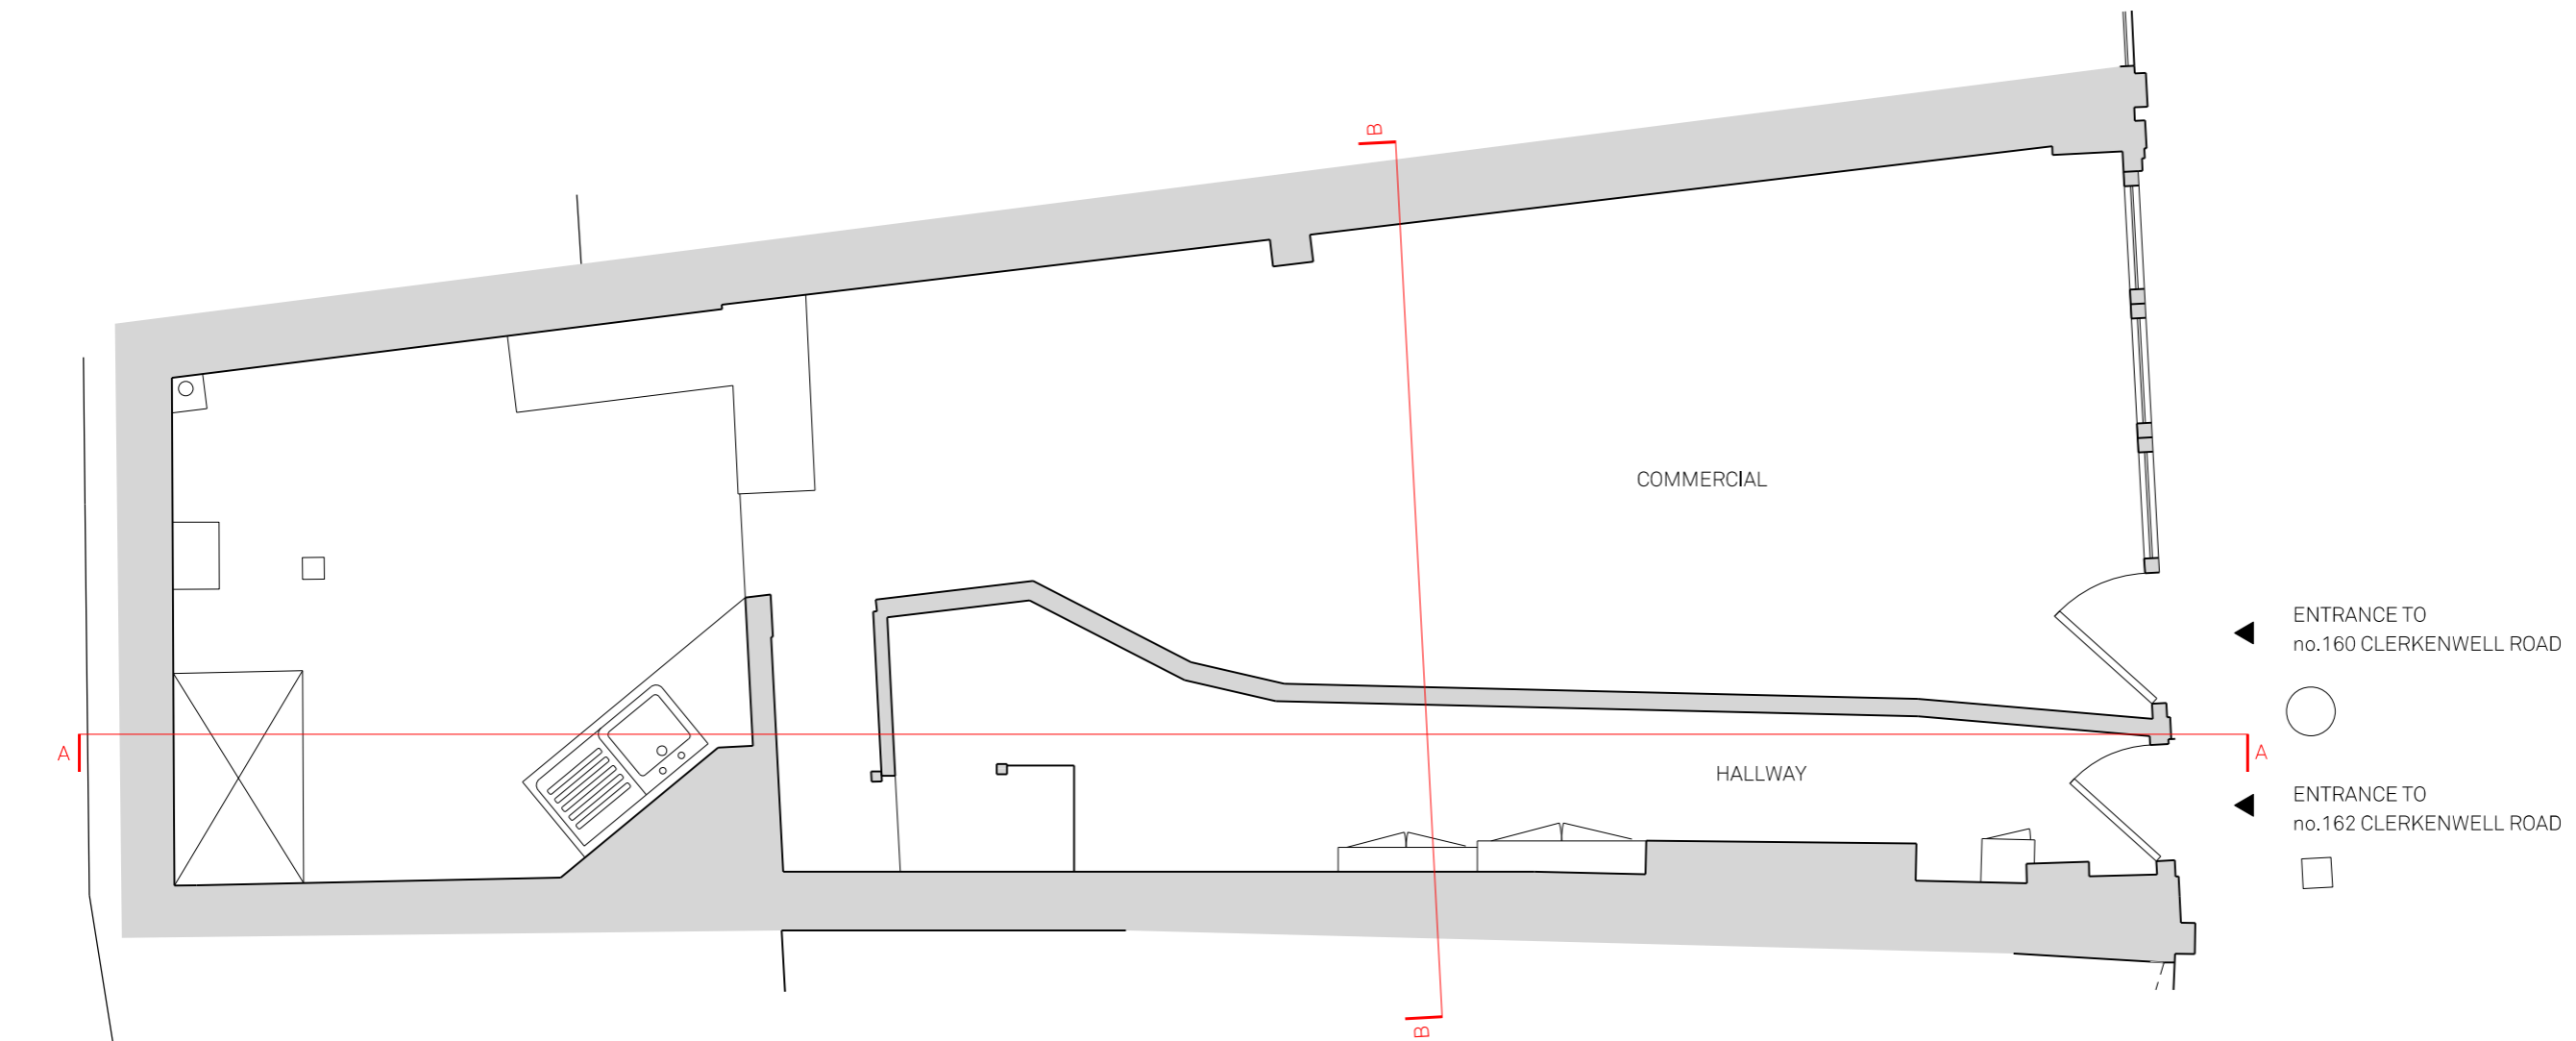 B
COMMERCIAL
ENTRANCE TO
no.160 CLERKENWELL ROAD
A
A
HALLWAY
ENTRANCE TO
no.162 CLERKENWELL ROAD
B